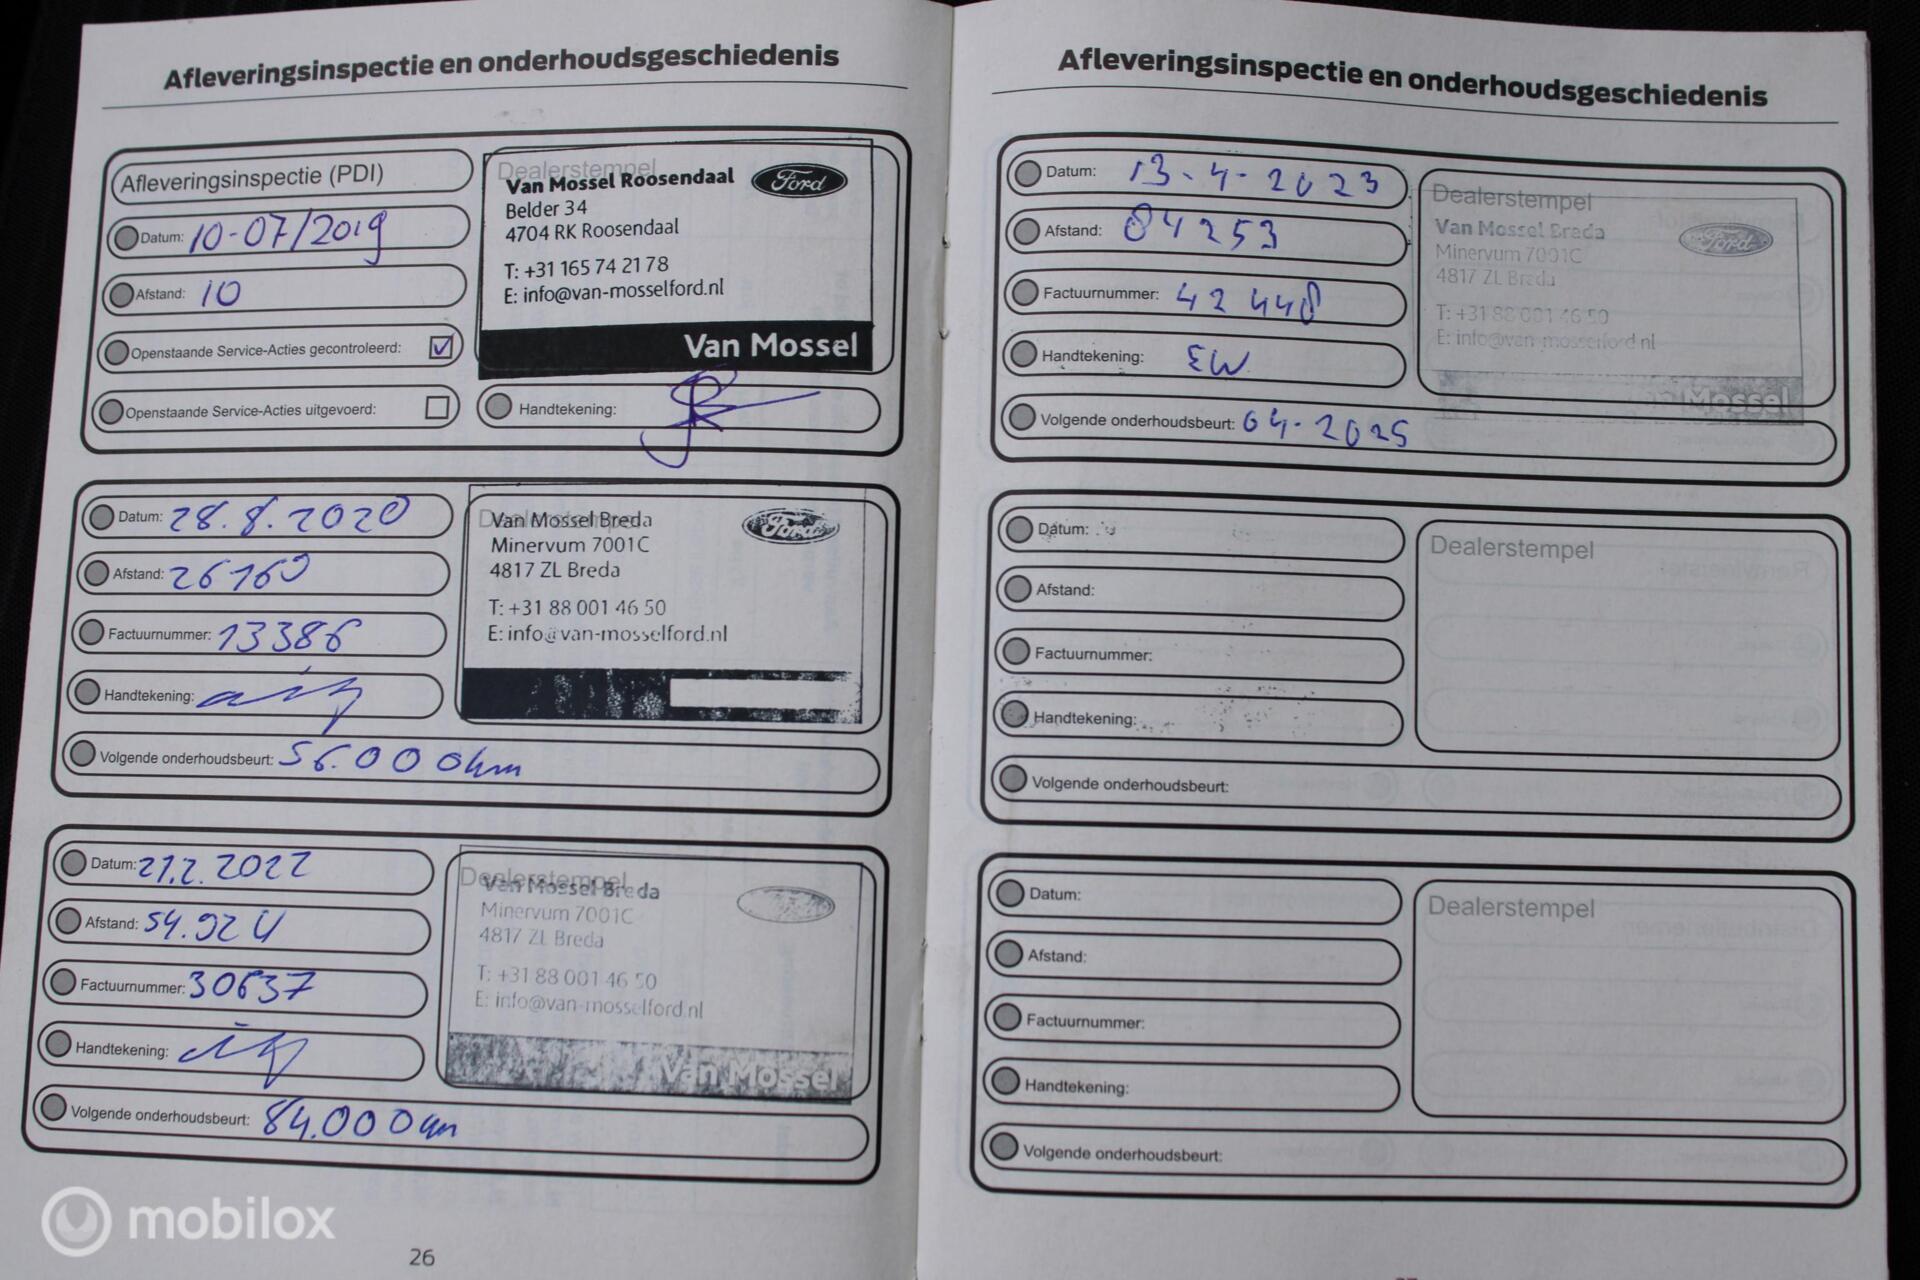 Afleveringsinspectie en onderhoudsgeschiedenis
Afleveringsinspectie (PDI)
Datum: 10-07/2019
Afstand: 10
Openstaande Service-Acties gecontroleerd:
Openstaande Service-Acties uitgevoerd:
Dealerstempel
Van Mossel Roosendaal
Ford
Belder 34
4704 RK Roosendaal
T: +31 165 74 21 78
E: info@van-mosselford.nl
Van Mossel
Handtekening:
Datum: 28.8.2020
Afstand: 26160
Factuurnummer: 13386
Handtekening:
Volgende onderhoudsbeurt: 56.000km
Dealerstempel
Van Mossel Breda
Ford
Minervum 7001C
4817 ZL Breda
T: +31 88 001 46 50
E: info@van-mosselford.nl
Datum: 21.2.2022
Afstand: 54.924
Factuurnummer: 30637
Handtekening:
Volgende onderhoudsbeurt: 84.000km
Dealerstempel
Van Mossel Breda
Minervum 7001C
4817 ZL Breda
T: +31 88 001 46 50
E: info@van-mosselford.nl
Van Mossel
mobilox
26
Afleveringsinspectie en onderhoudsgeschiedenis
Datum: 13-4-2023
Afstand: 84253
Factuurnummer: 42448
Handtekening: EW
Volgende onderhoudsbeurt: 04-2025
Dealerstempel
Van Mossel Breda
Ford
Minervum 7001C
4817 ZL Breda
T: +31 88 001 46 50
E: info@van-mosselford.nl
Van Mossel
Datum:
Afstand:
Factuurnummer:
Handtekening:
Volgende onderhoudsbeurt:
Dealerstempel
Datum:
Afstand:
Factuurnummer:
Handtekening:
Volgende onderhoudsbeurt:
Dealerstempel